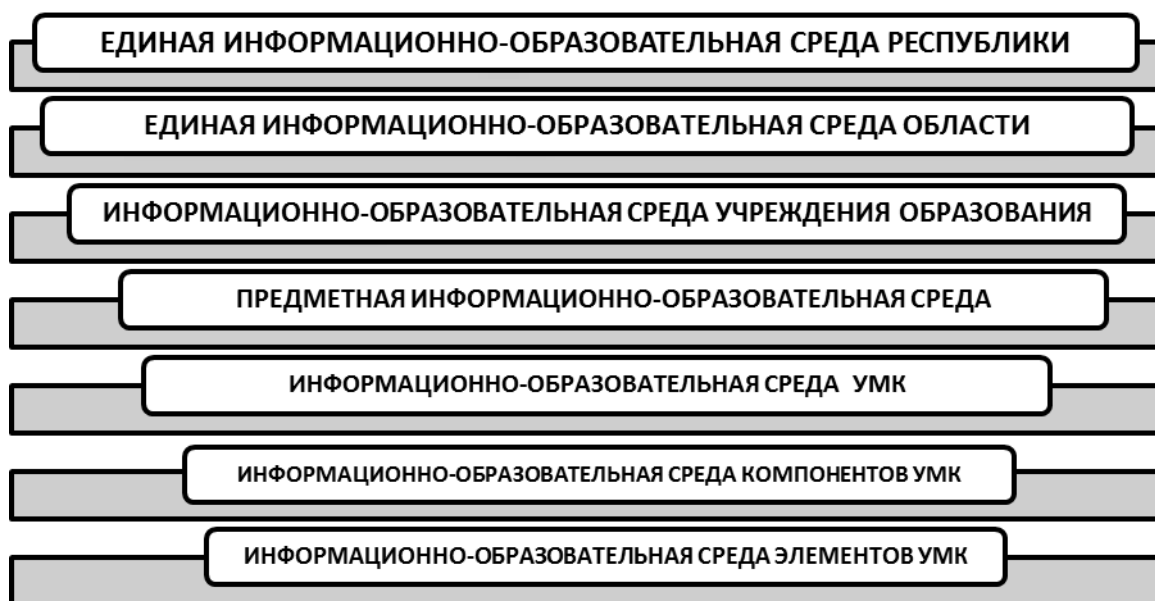 ЕДИНАЯ ИНФОРМАЦИОННО-ОБРАЗОВАТЕЛЬНАЯ СРЕДА РЕСПУБЛИКИ
ЕДИНАЯ ИНФОРМАЦИОННО-ОБРАЗОВАТЕЛЬНАЯ СРЕДА ОБЛАСТИ
ИНФОРМАЦИОННО-ОБРАЗОВАТЕЛЬНАЯ СРЕДА УЧРЕЖДЕНИЯ ОБРАЗОВАНИЯ
ПРЕДМЕТНАЯ ИНФОРМАЦИОННО-ОБРАЗОВАТЕЛЬНАЯ СРЕДА
ИНФОРМАЦИОННО-ОБРАЗОВАТЕЛЬНАЯ СРЕДА УМК
ИНФОРМАЦИОННО-ОБРАЗОВАТЕЛЬНАЯ СРЕДА КОМПОНЕНТОВ УМК
ИНФОРМАЦИОННО-ОБРАЗОВАТЕЛЬНАЯ СРЕДА ЭЛЕМЕНТОВ УМК